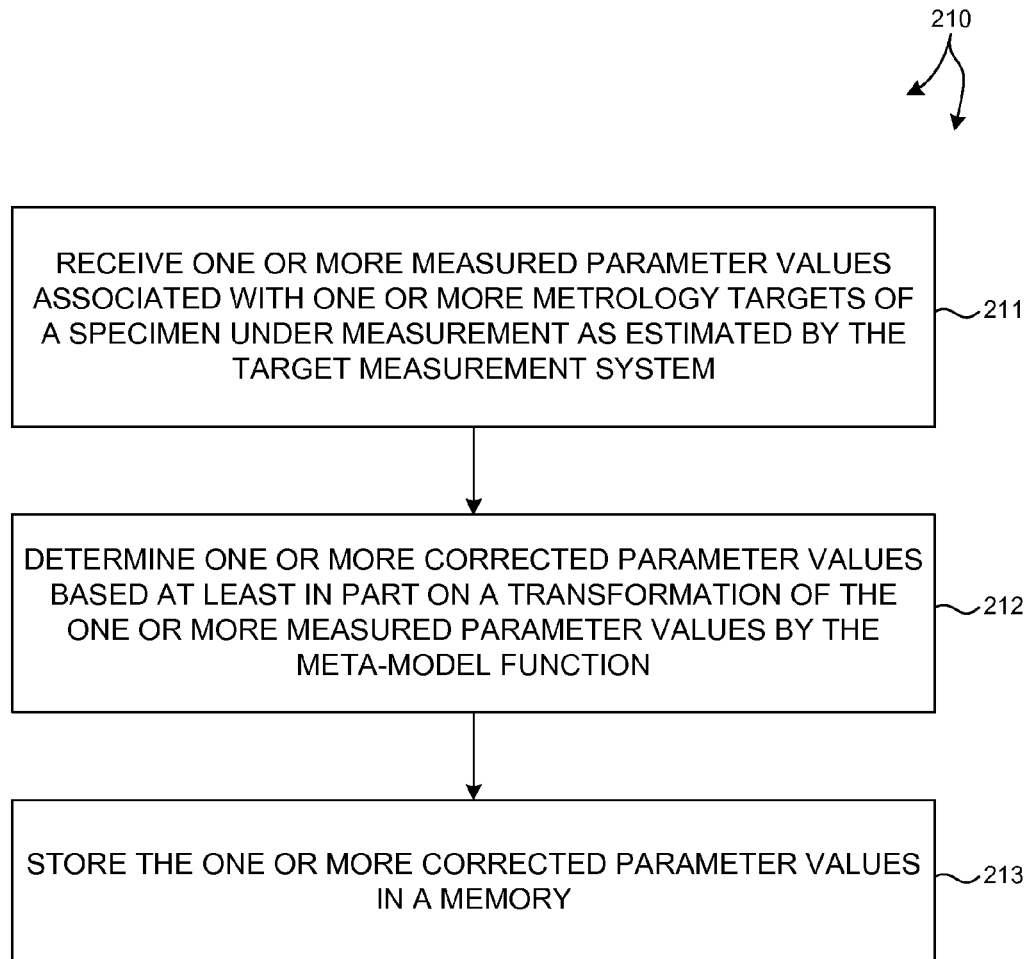 210
RECEIVE ONE OR MORE MEASURED PARAMETER VALUES
ASSOCIATED WITH ONE OR MORE METROLOGY TARGETS OF
A SPECIMEN UNDER MEASUREMENT AS ESTIMATED BY THE
TARGET MEASUREMENT SYSTEM
211
DETERMINE ONE OR MORE CORRECTED PARAMETER VALUES
BASED AT LEAST IN PART ON A TRANSFORMATION OF THE
ONE OR MORE MEASURED PARAMETER VALUES BY THE
META-MODEL FUNCTION
212
STORE THE ONE OR MORE CORRECTED PARAMETER VALUES
IN A MEMORY
213